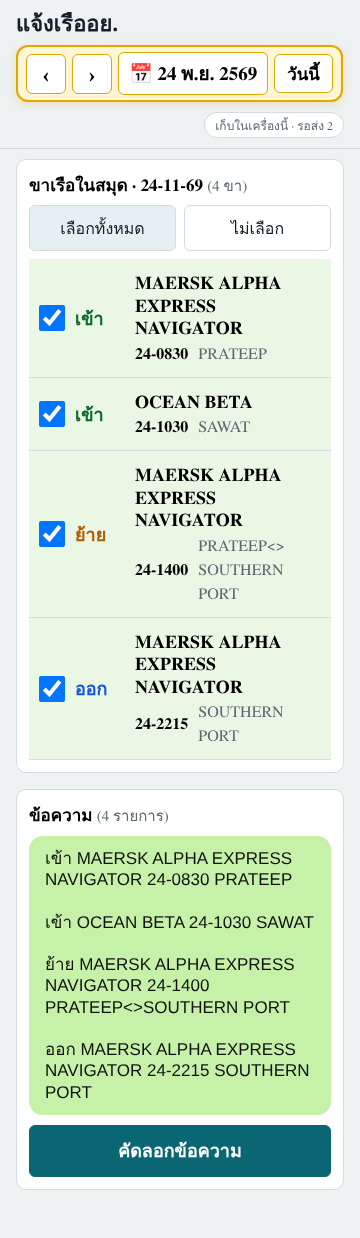 แจ้งเรืออย.
‹ › 📅 24 พ.ย. 2569 วันนี้
เก็บในเครื่องนี้ · รอส่ง 2
ขาเรือในสมุด · 24-11-69 (4 ขา)
เลือกทั้งหมด ไม่เลือก
เข้า
MAERSK ALPHA
EXPRESS
NAVIGATOR
24-0830 PRATEEP
เข้า
OCEAN BETA
24-1030 SAWAT
ย้าย
MAERSK ALPHA
EXPRESS
NAVIGATOR
24-1400 PRATEEP<>
SOUTHERN
PORT
ออก
MAERSK ALPHA
EXPRESS
NAVIGATOR
24-2215 SOUTHERN
PORT
ข้อความ (4 รายการ)
เข้า MAERSK ALPHA EXPRESS
NAVIGATOR 24-0830 PRATEEP
เข้า OCEAN BETA 24-1030 SAWAT
ย้าย MAERSK ALPHA EXPRESS
NAVIGATOR 24-1400
PRATEEP<>SOUTHERN PORT
ออก MAERSK ALPHA EXPRESS
NAVIGATOR 24-2215 SOUTHERN
PORT
คัดลอกข้อความ